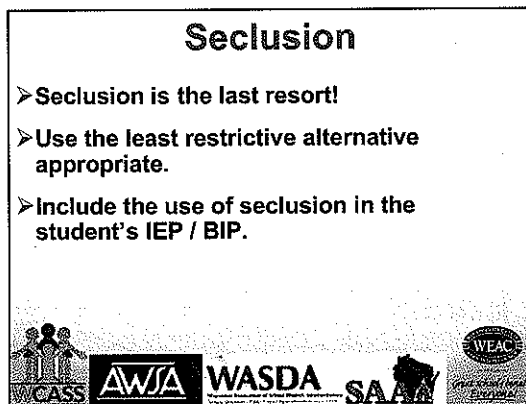 Seclusion
➢Seclusion is the last resort!
➢Use the least restrictive alternative
appropriate.
➢Include the use of seclusion in the
student's IEP / BIP.
WCASS
AWSA
WASDA
SAAA
WEAC